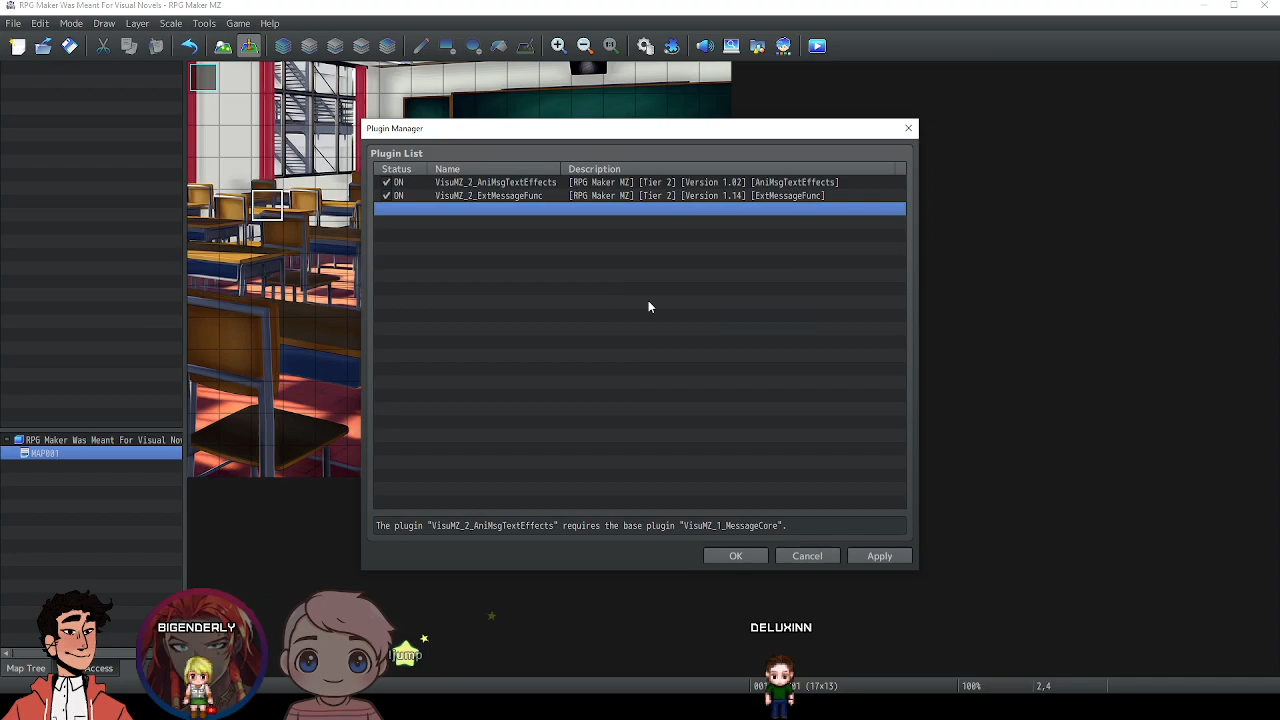 RPG Maker Was Meant For Visual Novels - RPG Maker MZ
File Edit Mode Draw Layer Scale Tools Game Help
Plugin Manager
Plugin List
Status Name Description
ON VisuMZ_2_AniMsgTextEffects [RPG Maker MZ] [Tier 2] [Version 1.02] [AniMsgTextEffects]
ON VisuMZ_2_ExtMessageFunc [RPG Maker MZ] [Tier 2] [Version 1.14] [ExtMessageFunc]
RPG Maker Was Meant For Visual Nov
MAP001
The plugin "VisuMZ_2_AniMsgTextEffects" requires the base plugin "VisuMZ_1_MessageCore".
OK Cancel Apply
BIGENDERLY
DELUXINN
!jump
Map Tree
(17x13) 100% 2,4